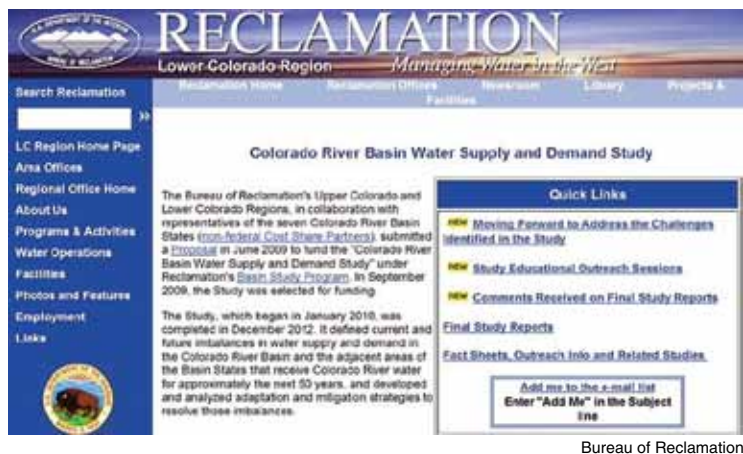 RECLAMATION
Lower Colorado Region
Managing Water in the West
Search Reclamation
Reclamation Home Reclamation Offices Newsroom Library Projects &
Facilities
LC Region Home Page
Area Offices
Regional Office Home
About Us
Programs & Activities
Water Operations
Facilities
Photos and Features
Employment
Links
Colorado River Basin Water Supply and Demand Study
The Bureau of Reclamation's Upper Colorado and
Lower Colorado Regions, in collaboration with
representatives of the seven Colorado River Basin
States (non-federal Cost Share Partners), submitted
a Proposal in June 2009 to fund the "Colorado River
Basin Water Supply and Demand Study" under
Reclamation's Basin Study Program. In September
2009, the Study was selected for funding.
The Study, which began in January 2010, was
completed in December 2012. It defined current and
future imbalances in water supply and demand in
the Colorado River Basin and the adjacent areas of
the Basin States that receive Colorado River water
for approximately the next 50 years, and developed
and analyzed adaptation and mitigation strategies to
resolve those imbalances.
Quick Links
NEW Moving Forward to Address the Challenges
Identified in the Study
NEW Study Educational Outreach Sessions
NEW Comments Received on Final Study Reports
Final Study Reports
Fact Sheets, Outreach Info and Related Studies
Add me to the e-mail list
Enter "Add Me" in the Subject
line
Bureau of Reclamation